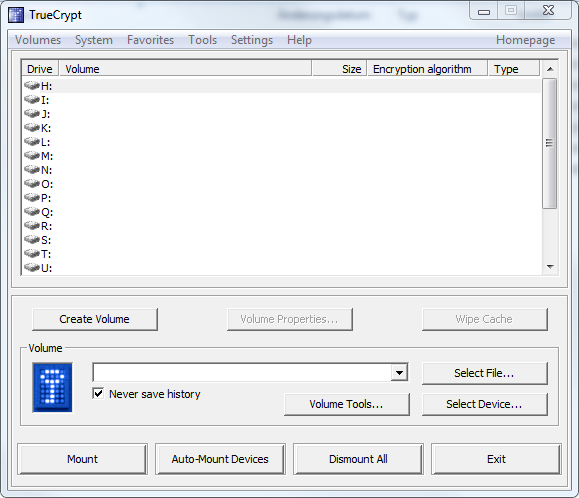 TrueCrypt
Volumes System Favorites Tools Settings Help Homepage
Drive Volume Size Encryption algorithm Type
H:
I:
J:
K:
L:
M:
N:
O:
P:
Q:
R:
S:
T:
U:
Create Volume Volume Properties... Wipe Cache
Volume
Select File...
Never save history
Volume Tools... Select Device...
Mount Auto-Mount Devices Dismount All Exit